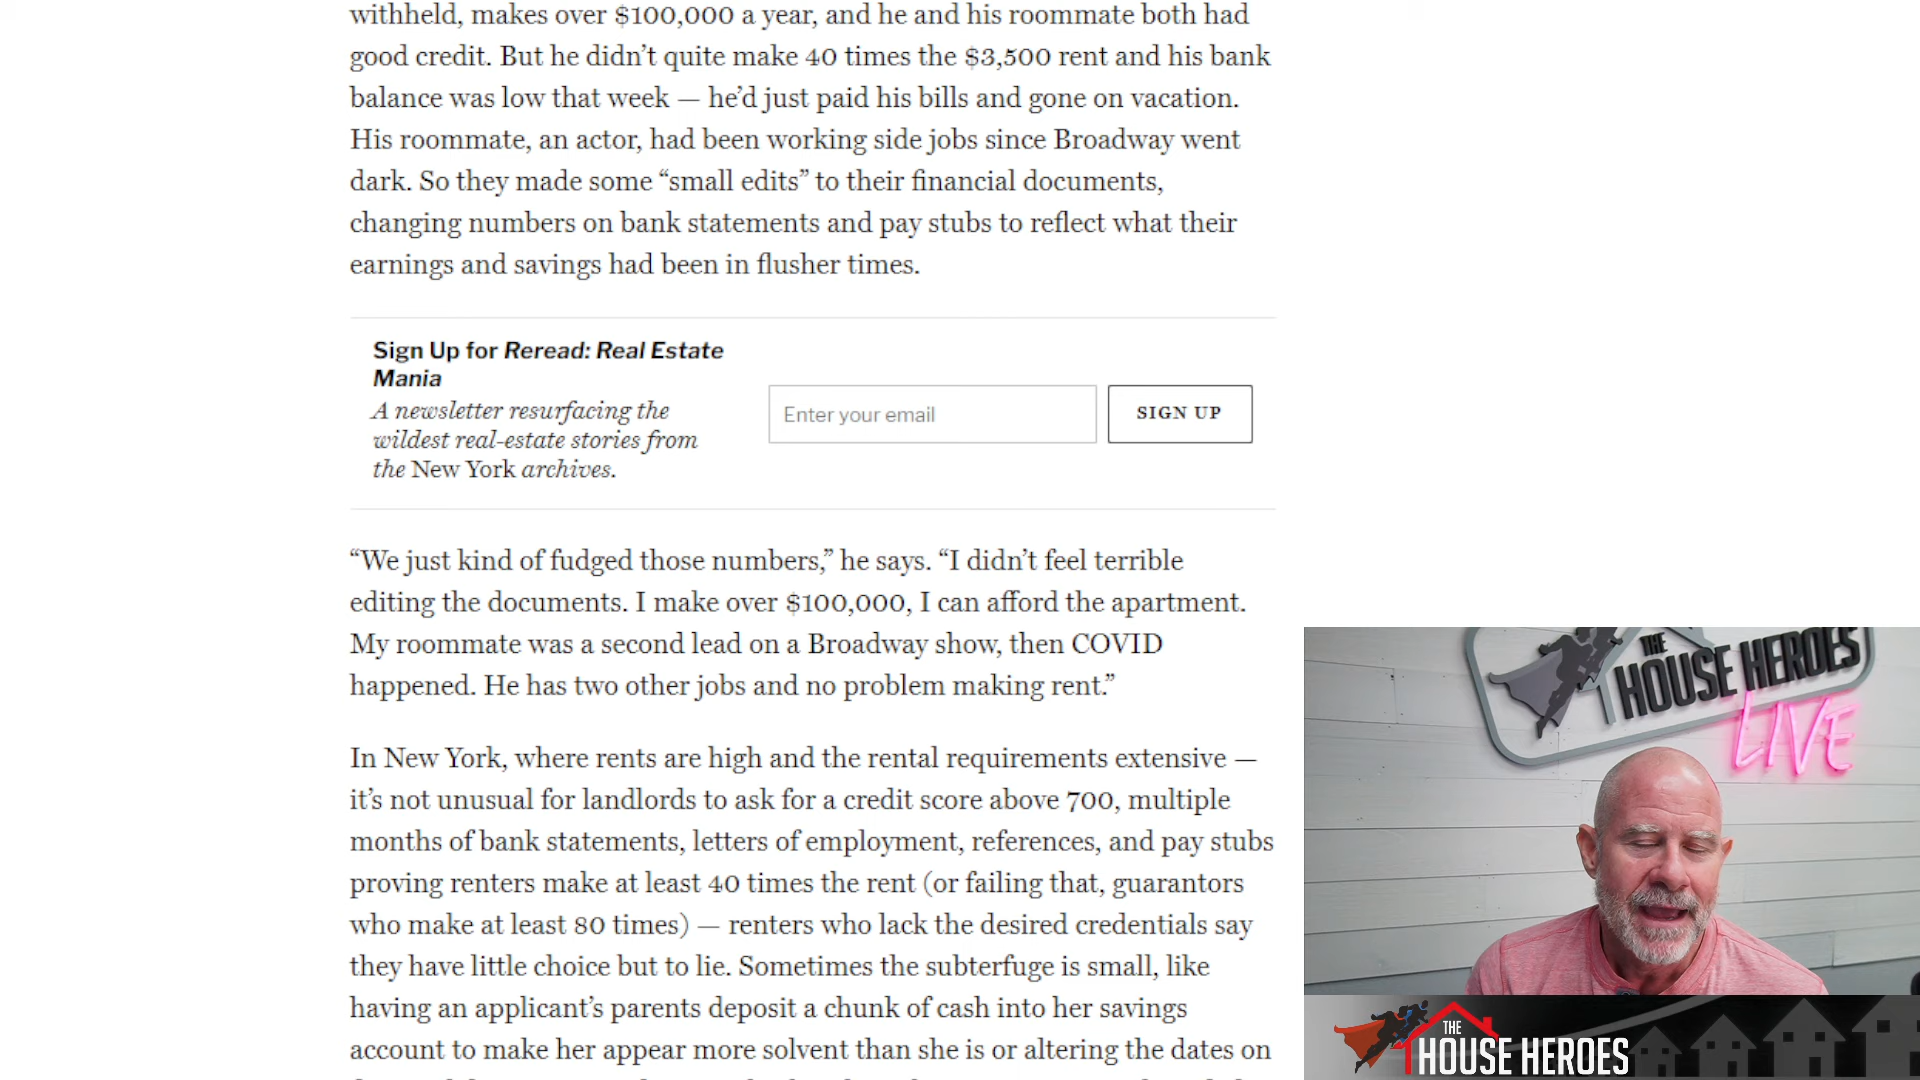 withheld, makes over $100,000 a year, and he and his roommate both had
good credit. But he didn’t quite make 40 times the $3,500 rent and his bank
balance was low that week — he’d just paid his bills and gone on vacation.
His roommate, an actor, had been working side jobs since Broadway went
dark. So they made some “small edits” to their financial documents,
changing numbers on bank statements and pay stubs to reflect what their
earnings and savings had been in flusher times.
Sign Up for Reread: Real Estate
Mania
A newsletter resurfacing the
wildest real-estate stories from
the New York archives.
Enter your email
SIGN UP
“We just kind of fudged those numbers,” he says. “I didn’t feel terrible
editing the documents. I make over $100,000, I can afford the apartment.
My roommate was a second lead on a Broadway show, then COVID
happened. He has two other jobs and no problem making rent.”
In New York, where rents are high and the rental requirements extensive —
it’s not unusual for landlords to ask for a credit score above 700, multiple
months of bank statements, letters of employment, references, and pay stubs
proving renters make at least 40 times the rent (or failing that, guarantors
who make at least 80 times) — renters who lack the desired credentials say
they have little choice but to lie. Sometimes the subterfuge is small, like
having an applicant’s parents deposit a chunk of cash into her savings
account to make her appear more solvent than she is or altering the dates on
THE
HOUSE HEROES
LIVE
THE
HOUSE HEROES